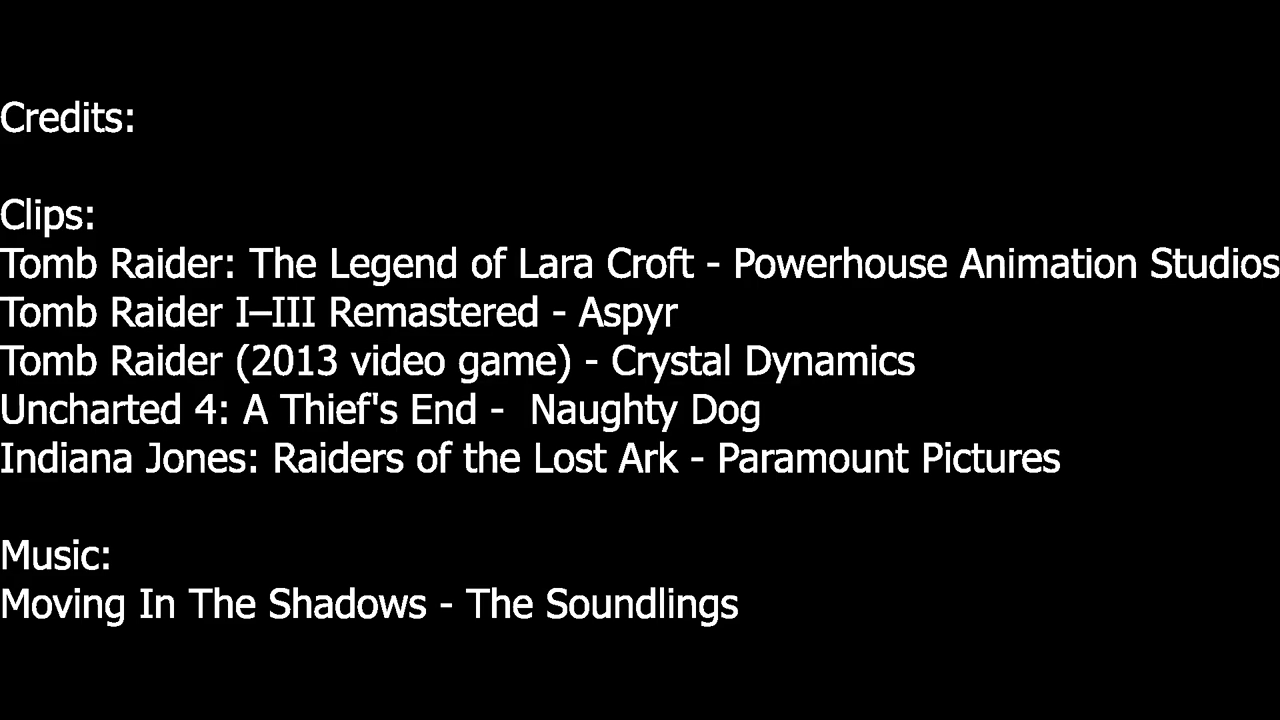 Credits:
Clips:
Tomb Raider: The Legend of Lara Croft - Powerhouse Animation Studios
Tomb Raider I–III Remastered - Aspyr
Tomb Raider (2013 video game) - Crystal Dynamics
Uncharted 4: A Thief's End -  Naughty Dog
Indiana Jones: Raiders of the Lost Ark - Paramount Pictures
Music:
Moving In The Shadows - The Soundlings